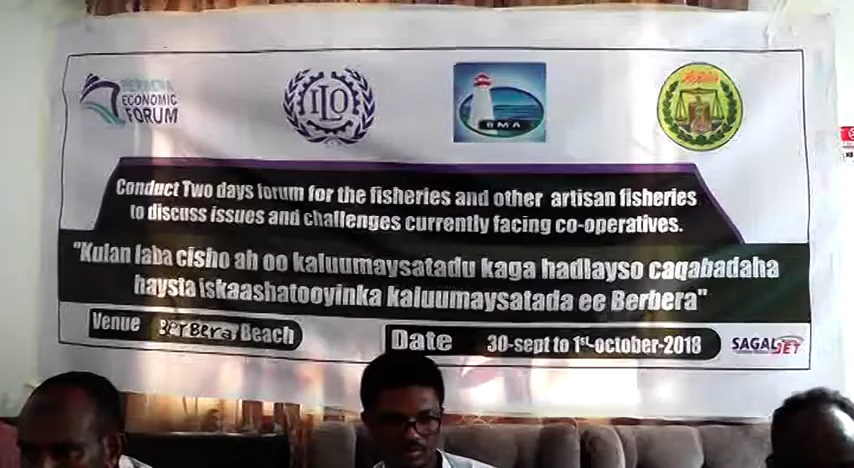 BERBERA
ECONOMIC
FORUM
ILO
BMA
Conduct Two days forum for the fisheries and other artisan fisheries
to discuss issues and challenges currently facing co-operatives.
"Kulan laba cisho ah oo kaluumaysatadu kaga hadlayso caqabadaha
haysta iskaashatooyinka kaluumaysatada ee Berbera"
Venue BerBera Beach
Date 30-sept to 1st-october-2018
SAGALJET